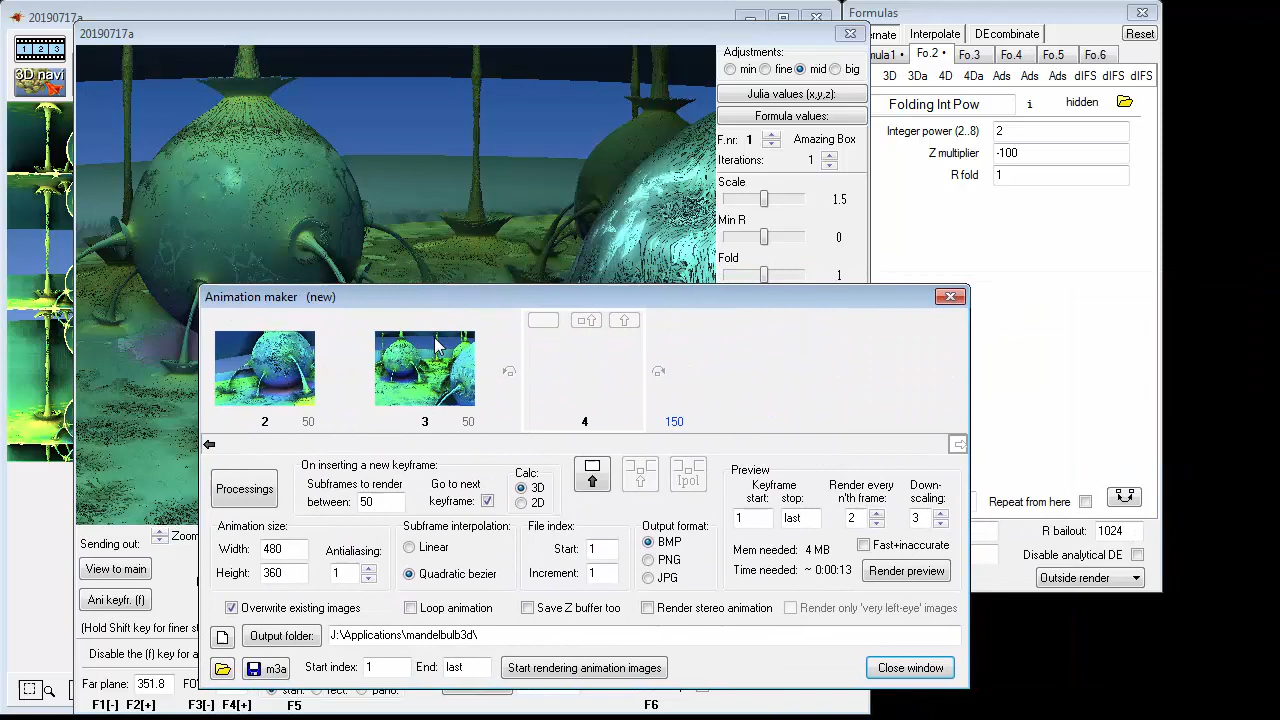 20190717a
Formulas
20190717a
Interpolate DEcombinate Reset
Fo.2 • Fo.3 Fo.4 Fo.5 Fo.6
1 2 3
3D navi
Adjustments:
fine mid big
3D 3Da 4D 4Da Ads Ads Ads dIFS dIFS dIFS
Julia values (x,y,z):
Folding Int Pow i hidden
Formula values:
Integer power (2..8) 2
F.nr: 1 Amazing Box
Z multiplier -100
Iterations: 1
R fold 1
Scale
1.5
Min R
0
Fold
1
Animation maker (new)
2 50 3 50 4 150
Processings
On inserting a new keyframe:
Subframes to render
between: 50
Go to next
keyframe:
Calc:
3D
2D
Ipol
Preview
Keyframe
start: stop:
1 last
Render every
n'th frame:
2
Down-
scaling:
3
Repeat from here
Animation size:
Width: 480
Height: 360
Antialiasing:
1
Subframe interpolation:
Linear
Quadratic bezier
File index:
Start: 1
Increment: 1
Output format:
BMP
PNG
JPG
Fast+inaccurate
Mem needed: 4 MB
Time needed: ~ 0:00:13
Render preview
R bailout: 1024
Disable analytical DE
Outside render
Sending out: Zoom
View to main
Ani keyfr. (f)
Overwrite existing images Loop animation Save Z buffer too Render stereo animation Render only 'very left-eye' images
(Hold Shift key for finer s
Output folder: J:\Applications\mandelbulb3d\
Disable the (f) key for a
m3a Start index: 1 End: last Start rendering animation images Close window
Far plane: 351.8
F1[-] F2[+] F3[-] F4[+] F5 F6